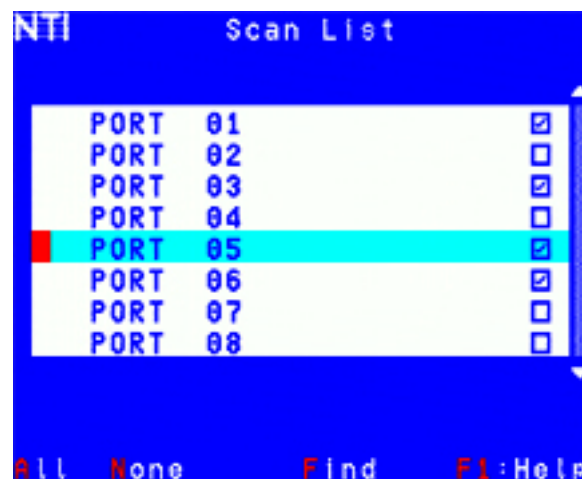 NTI Scan List
PORT 01
PORT 02
PORT 03
PORT 04
PORT 05
PORT 06
PORT 07
PORT 08
All None Find F1:Help